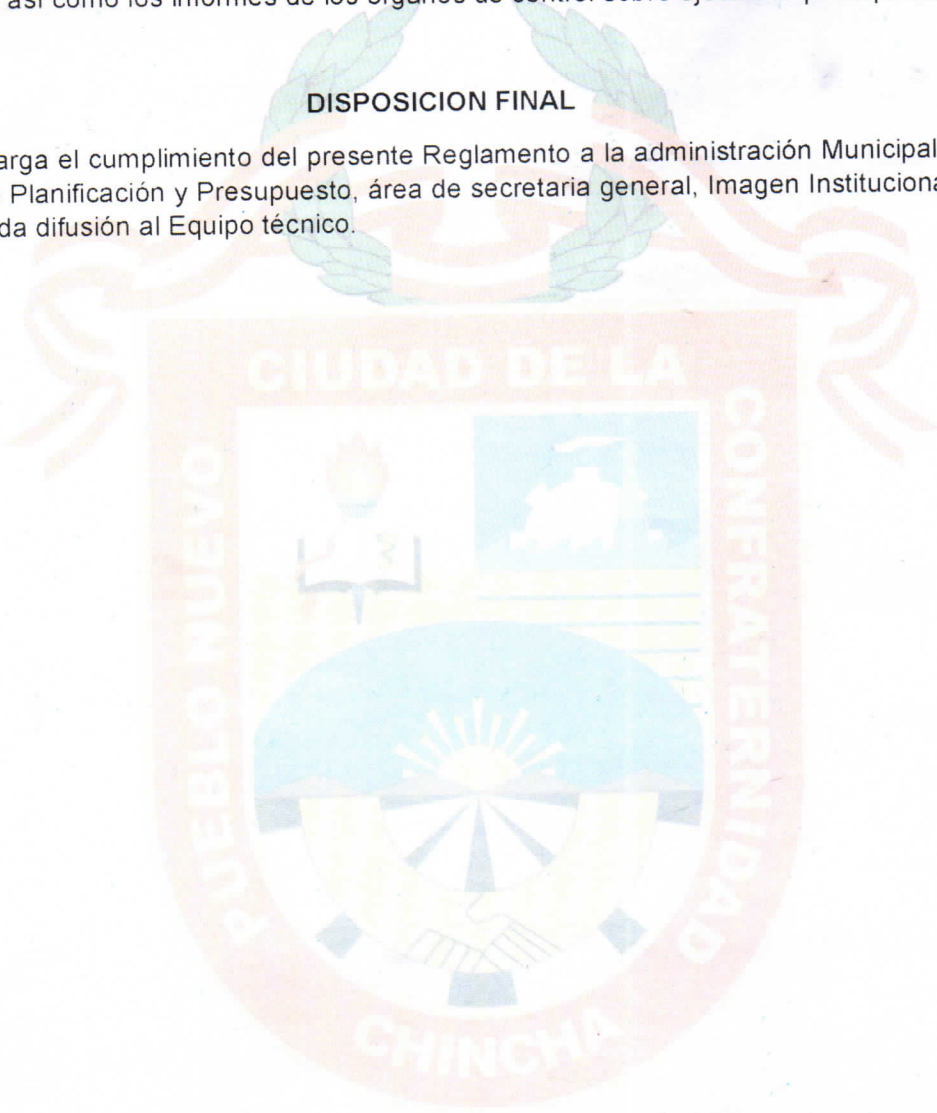 así como los informes de los órganos de control sobre
DISPOSICION FINAL
arga el cumplimiento del presente Reglamento a la administración Municipal
Planificación y Presupuesto, área de secretaria general, Imagen Instituciona
da difusión al Equipo técnico.
CIUDAD DE LA
CONFRATERNIDAD
PUEBLO NUEVO
CHINCHA